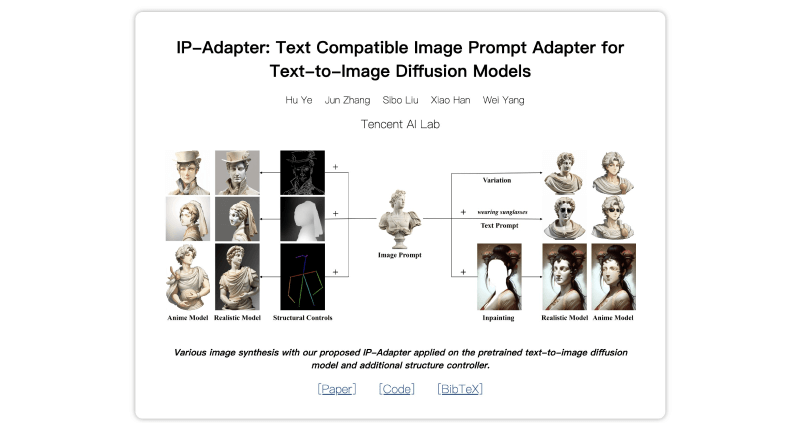 IP-Adapter: Text Compatible Image Prompt Adapter for
Text-to-Image Diffusion Models
Hu Ye Jun Zhang Sibo Liu Xiao Han Wei Yang
Tencent AI Lab
+
Variation
+
+ wearing sunglasses
Text Prompt
Image Prompt
+
+
Anime Model Realistic Model Structural Controls
Inpainting Realistic Model Anime Model
Various image synthesis with our proposed IP-Adapter applied on the pretrained text-to-image diffusion
model and additional structure controller.
[Paper] [Code] [BibTeX]